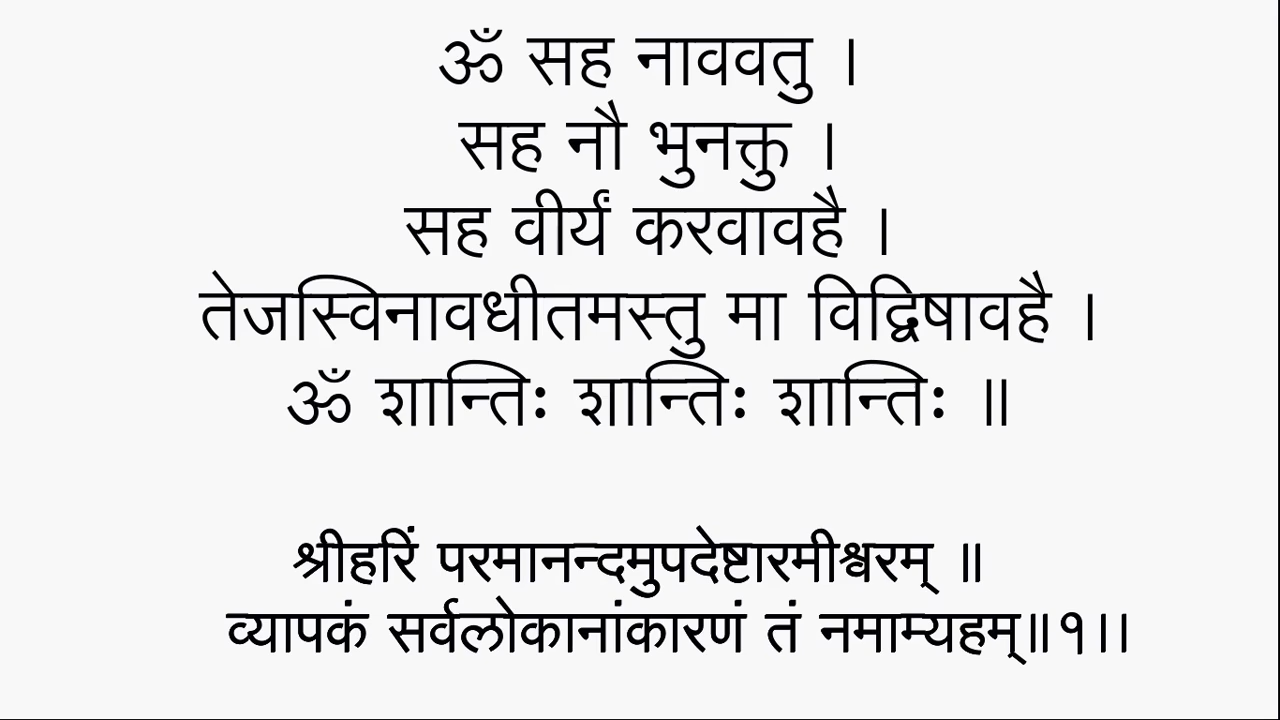 ॐ सह नाववतु ।
सह नौ भुनक्तु ।
सह वीर्यं करवावहै ।
तेजस्विनावधीतमस्तु मा विद्विषावहै ।
ॐ शान्तिः शान्तिः शान्तिः ॥
श्रीहरिं परमानन्दमुपदेष्टारमीश्वरम् ॥
व्यापकं सर्वलोकानांकारणं तं नमाम्यहम्॥१।।